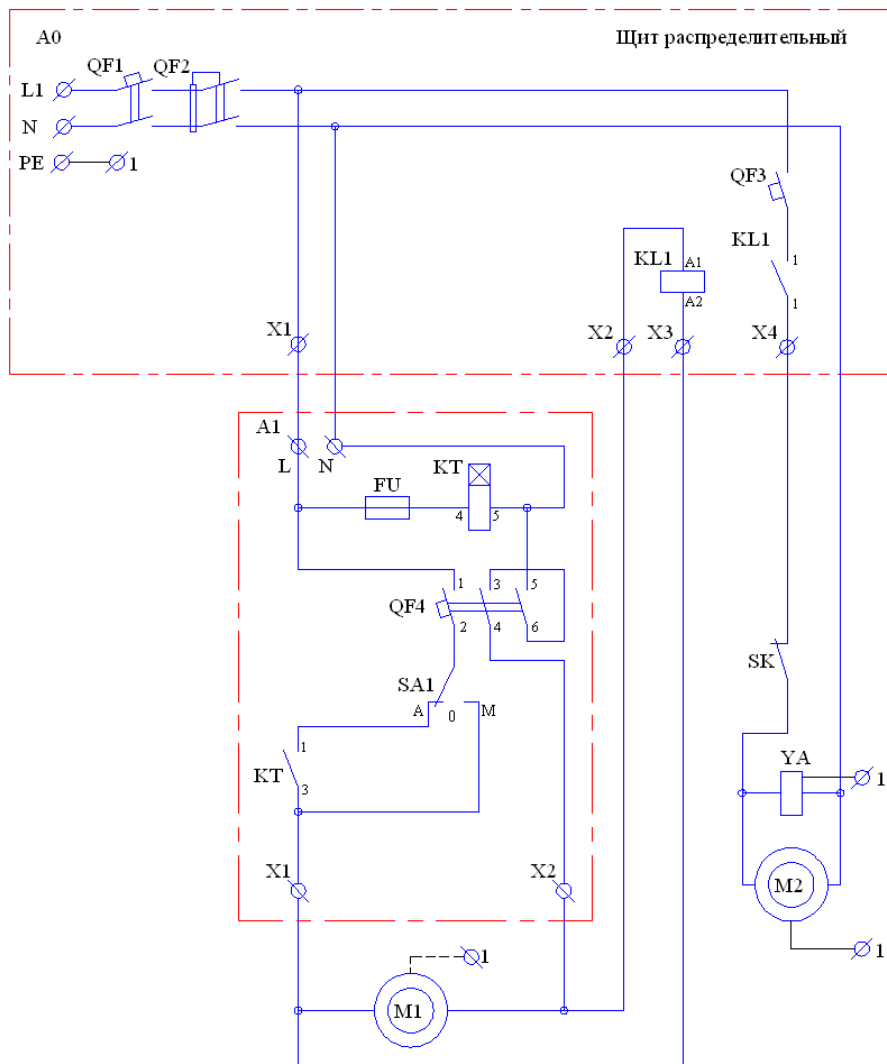 A0 Щит распределительный
QF1 QF2
L1
N
PE 1
QF3
KL1 A1 KL1 1
A2 1
X1 X2 X3 X4
A1
L N KT
FU
4 5
1 3 5
QF4
2 4 6
SK
SA1
A 0 M
1
KT YA 1
3
X1 X2 M2
1
1
M1